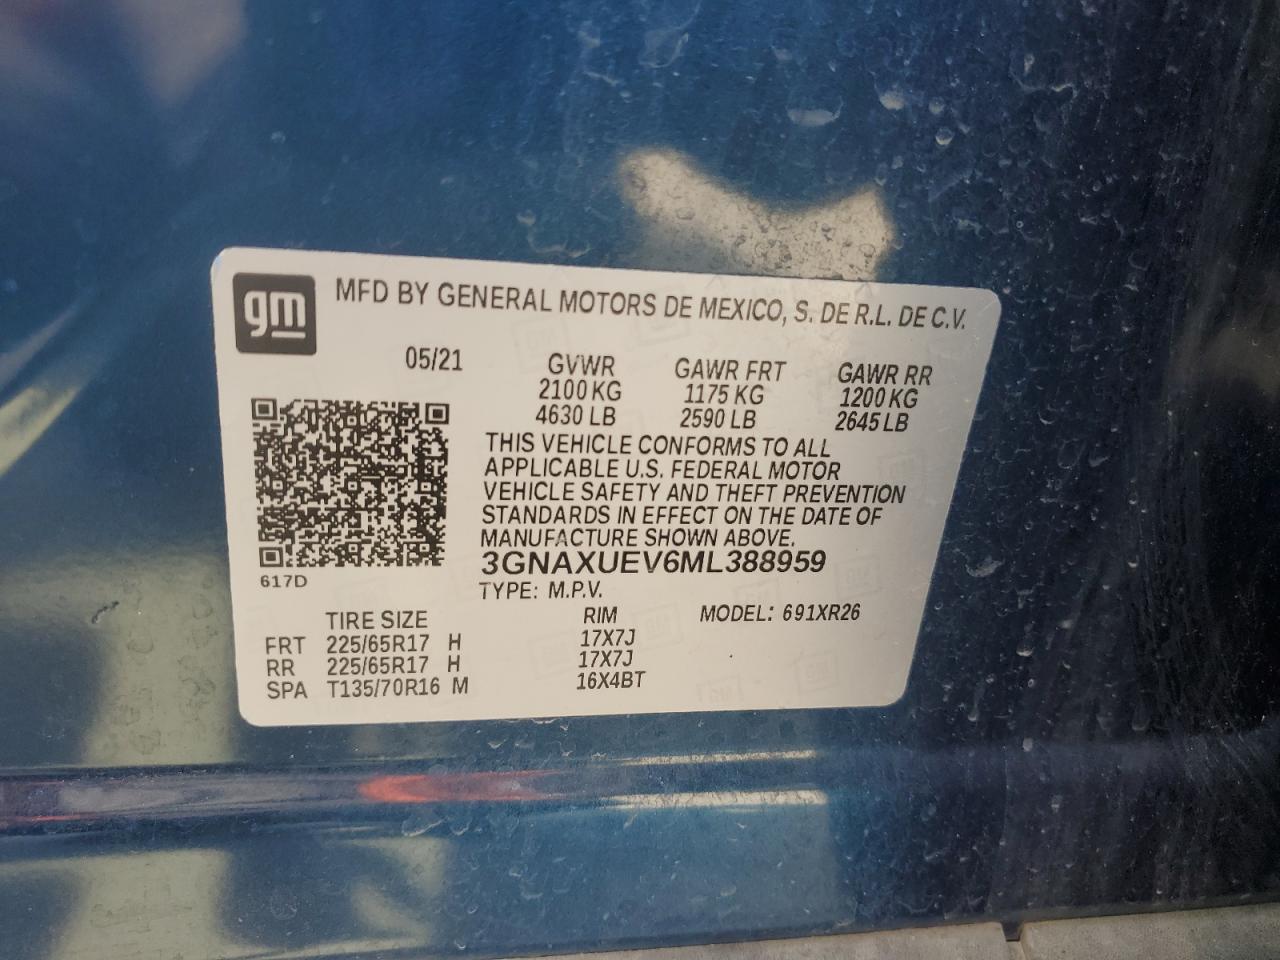 gm
MFD BY GENERAL MOTORS DE MEXICO, S. DE R.L. DE C.V.
05/21 GVWR GAWR FRT GAWR RR
2100 KG 1175 KG 1200 KG
4630 LB 2590 LB 2645 LB
THIS VEHICLE CONFORMS TO ALL
APPLICABLE U.S. FEDERAL MOTOR
VEHICLE SAFETY AND THEFT PREVENTION
STANDARDS IN EFFECT ON THE DATE OF
MANUFACTURE SHOWN ABOVE.
3GNAXUEV6ML388959
617D
TYPE: M.P.V.
TIRE SIZE RIM MODEL: 691XR26
FRT 225/65R17 H 17X7J
RR 225/65R17 H 17X7J
SPA T135/70R16 M 16X4BT